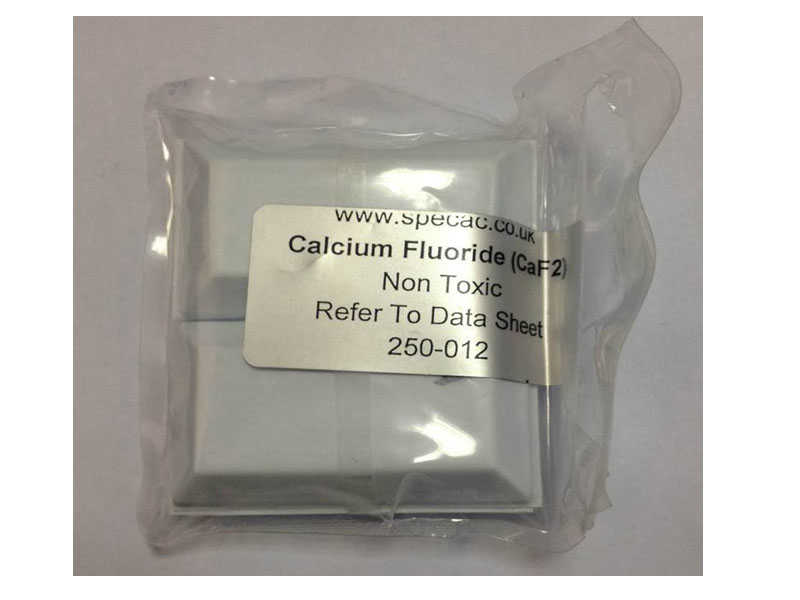 www.specac.co.uk
Calcium Fluoride (CaF2)
Non Toxic
Refer To Data Sheet
250-012